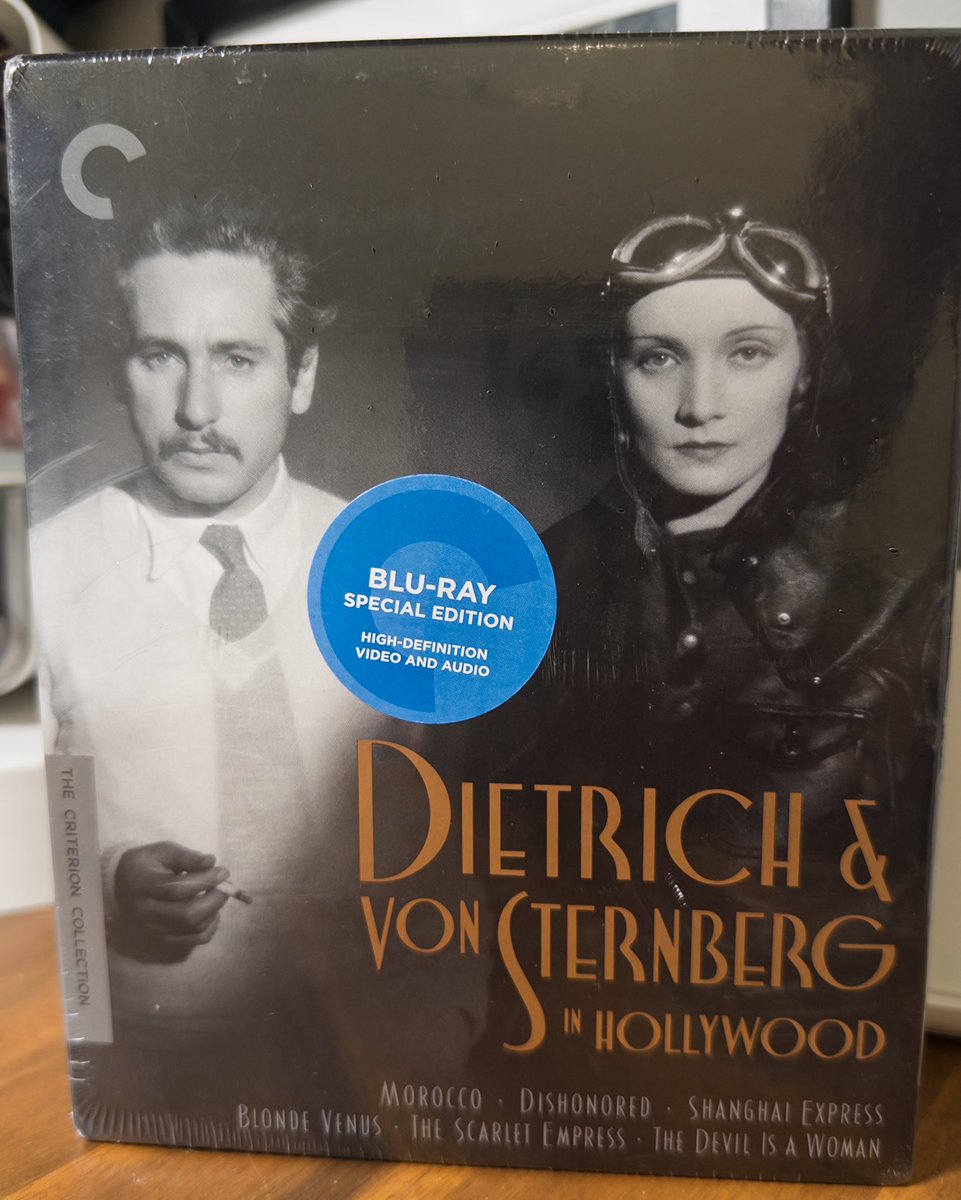 BLU-RAY
SPECIAL EDITION
HIGH-DEFINITION
VIDEO AND AUDIO
THE CRITERION COLLECTION
DIETRICH &
VON STERNBERG
IN HOLLYWOOD
MOROCCO · DISHONORED · SHANGHAI EXPRESS
BLONDE VENUS · THE SCARLET EMPRESS · THE DEVIL IS A WOMAN